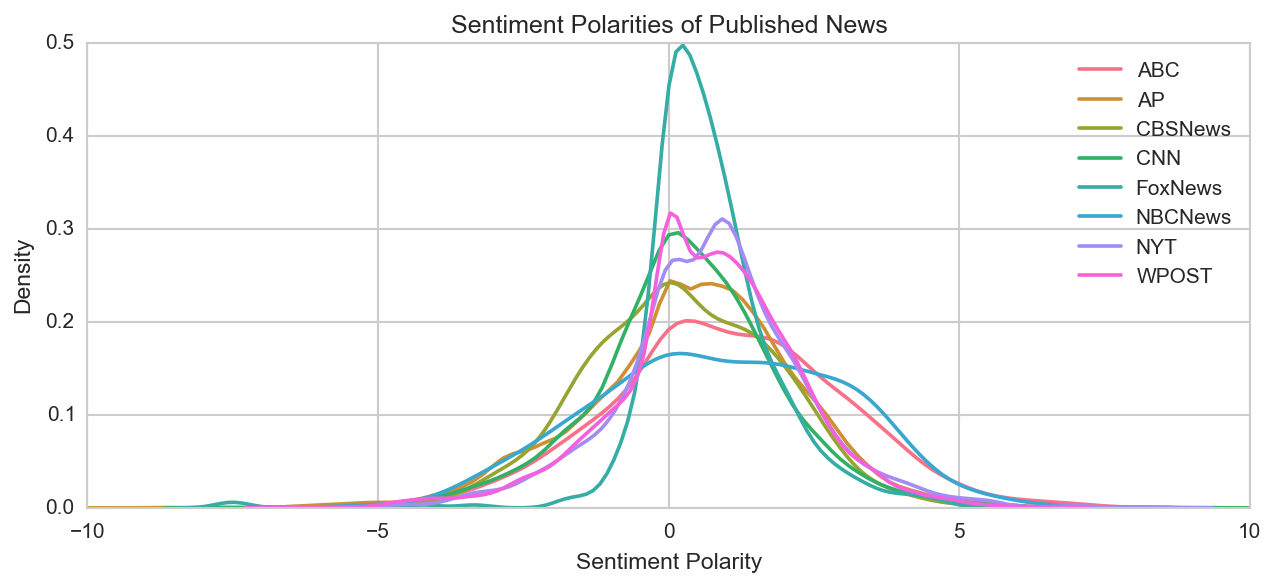 Sentiment Polarities of Published News
0.5
0.4
0.3
0.2
0.1
0.0
Density
ABC
AP
CBSNews
CNN
FoxNews
NBCNews
NYT
WPOST
−10
−5
0
5
10
Sentiment Polarity